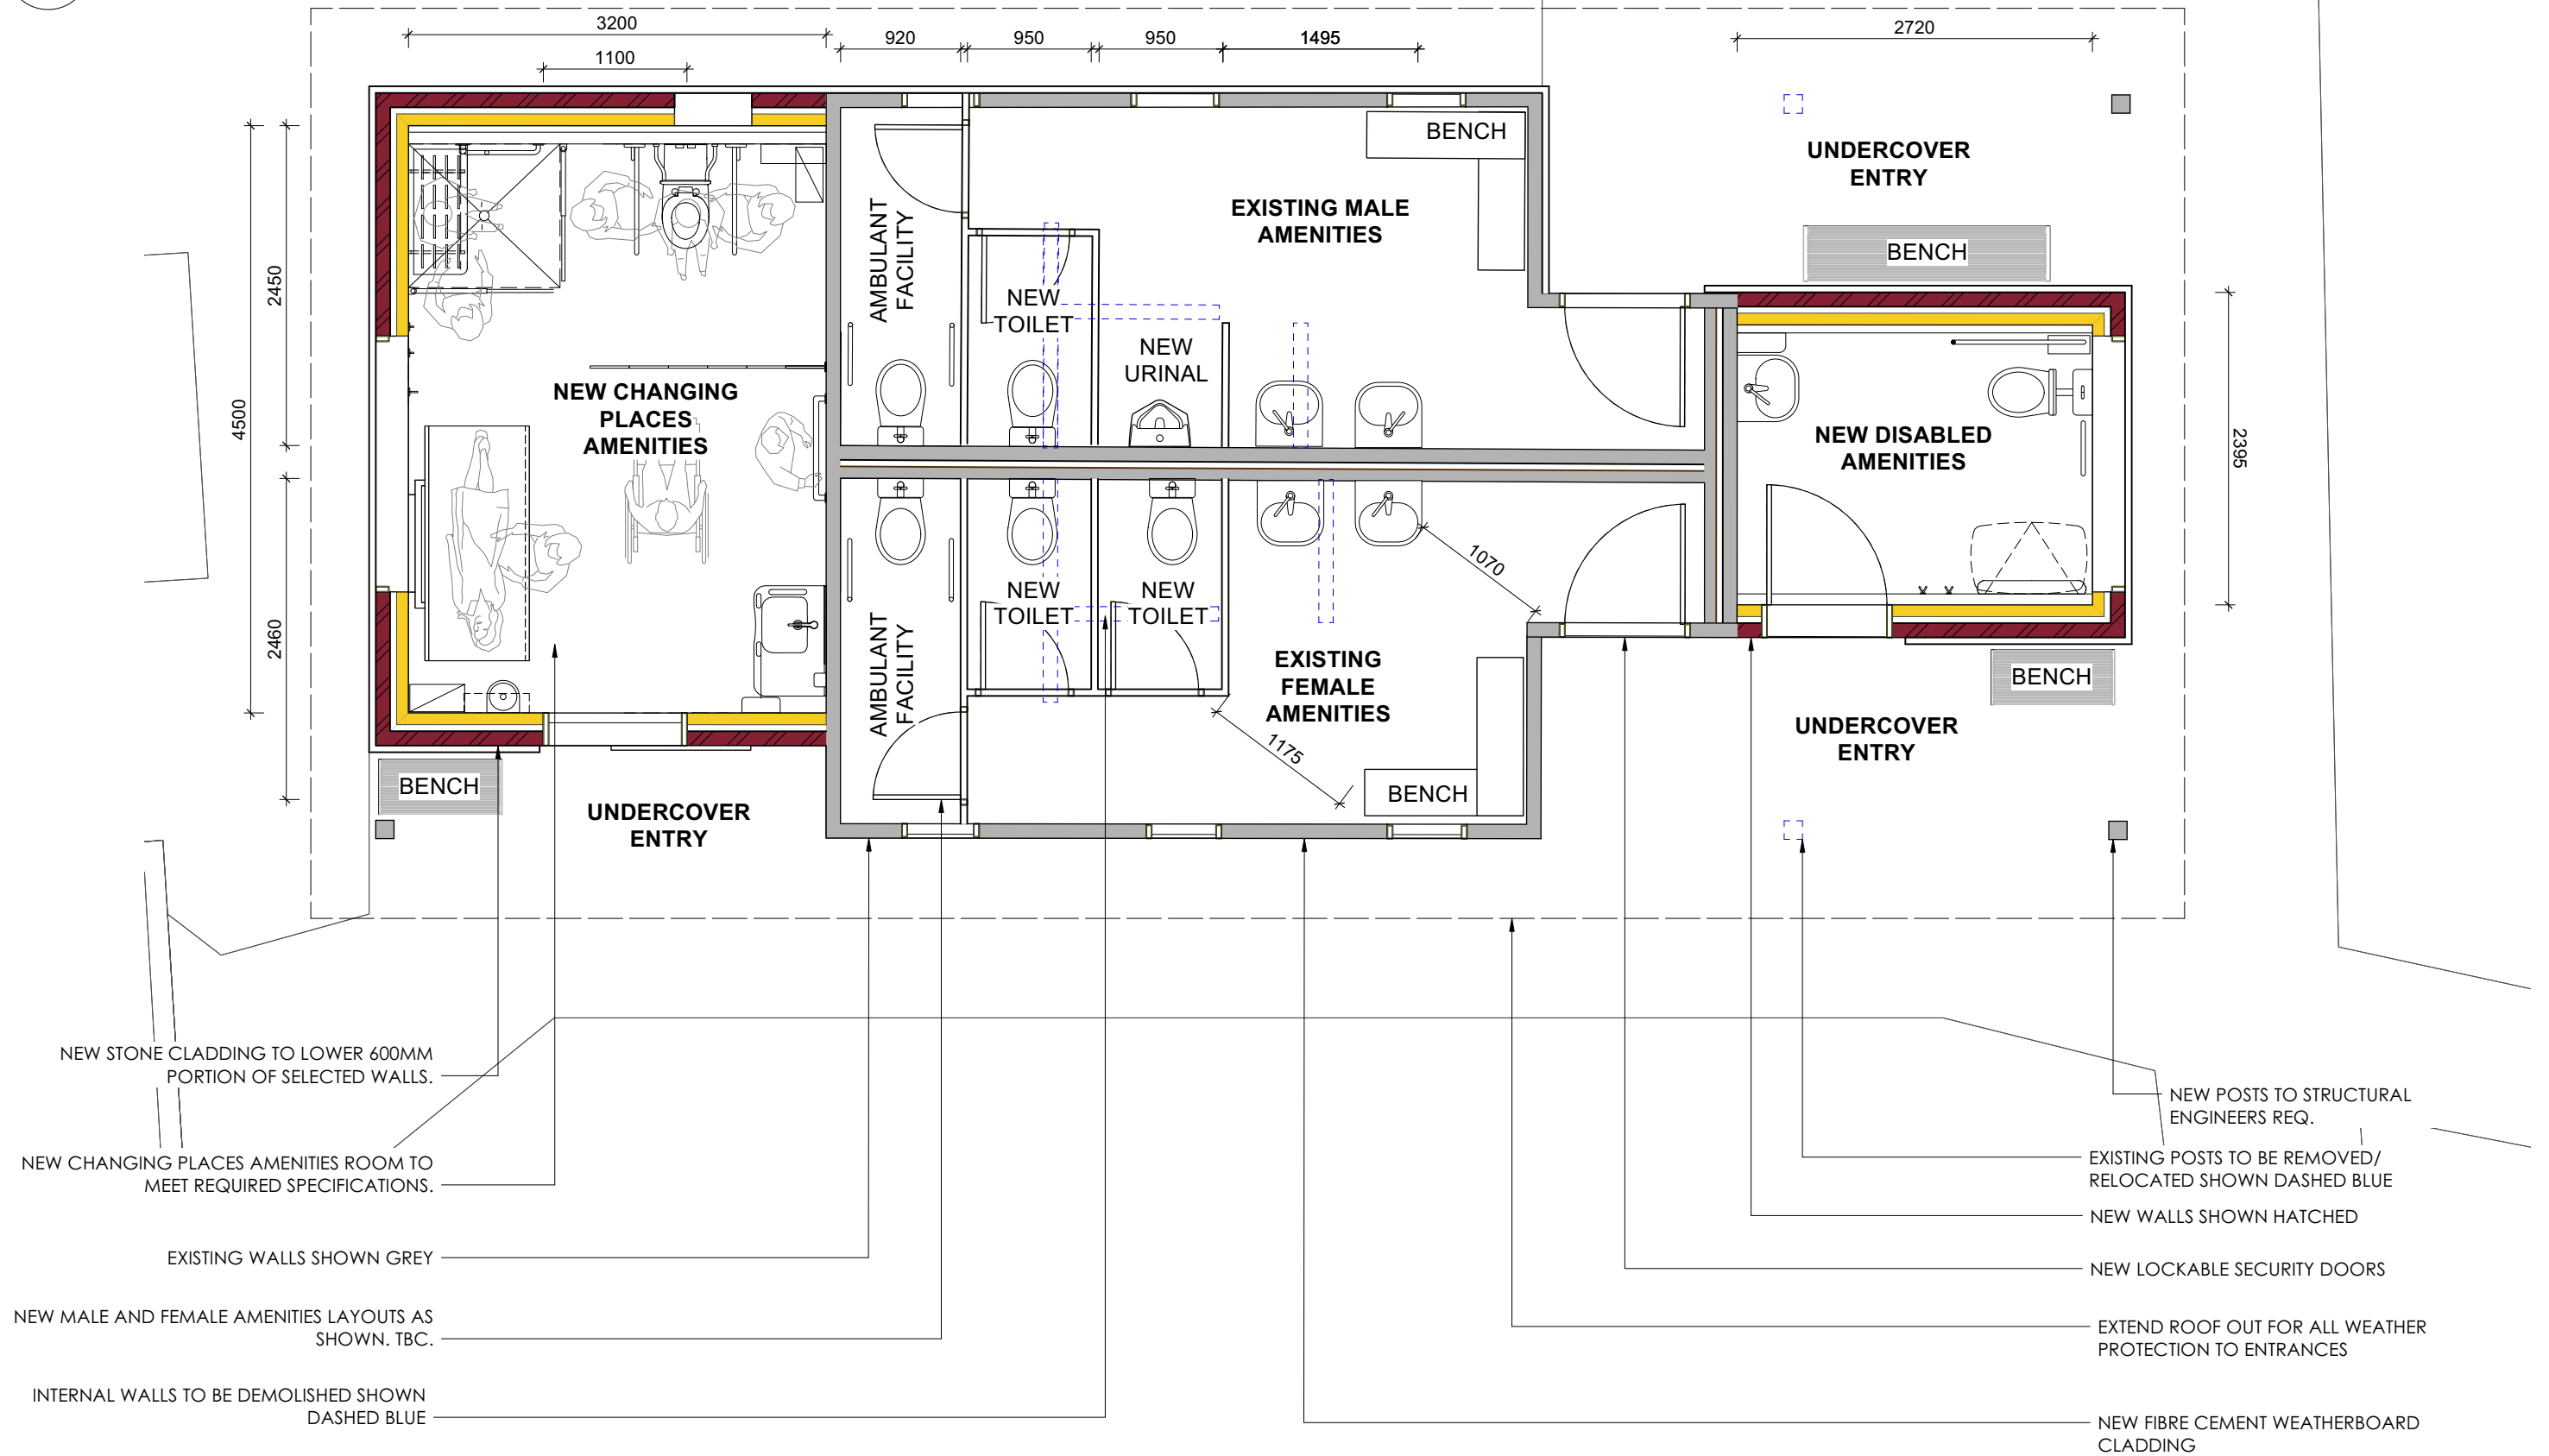 3200
920
950
950
1495
2720
1100
BENCH
UNDERCOVER
ENTRY
EXISTING MALE
AMENITIES
AMBULANT
FACILITY
BENCH
2450
NEW
TOILET
NEW
URINAL
4500
NEW CHANGING
PLACES
AMENITIES
NEW DISABLED
AMENITIES
2395
1070
NEW
TOILET
NEW
TOILET
2460
AMBULANT
FACILITY
EXISTING
FEMALE
AMENITIES
BENCH
UNDERCOVER
ENTRY
1175
BENCH
BENCH
UNDERCOVER
ENTRY
NEW STONE CLADDING TO LOWER 600MM
PORTION OF SELECTED WALLS.
NEW CHANGING PLACES AMENITIES ROOM TO
MEET REQUIRED SPECIFICATIONS.
EXISTING WALLS SHOWN GREY
NEW MALE AND FEMALE AMENITIES LAYOUTS AS
SHOWN. TBC.
INTERNAL WALLS TO BE DEMOLISHED SHOWN
DASHED BLUE
NEW POSTS TO STRUCTURAL
ENGINEERS REQ.
EXISTING POSTS TO BE REMOVED/
RELOCATED SHOWN DASHED BLUE
NEW WALLS SHOWN HATCHED
NEW LOCKABLE SECURITY DOORS
EXTEND ROOF OUT FOR ALL WEATHER
PROTECTION TO ENTRANCES
NEW FIBRE CEMENT WEATHERBOARD
CLADDING